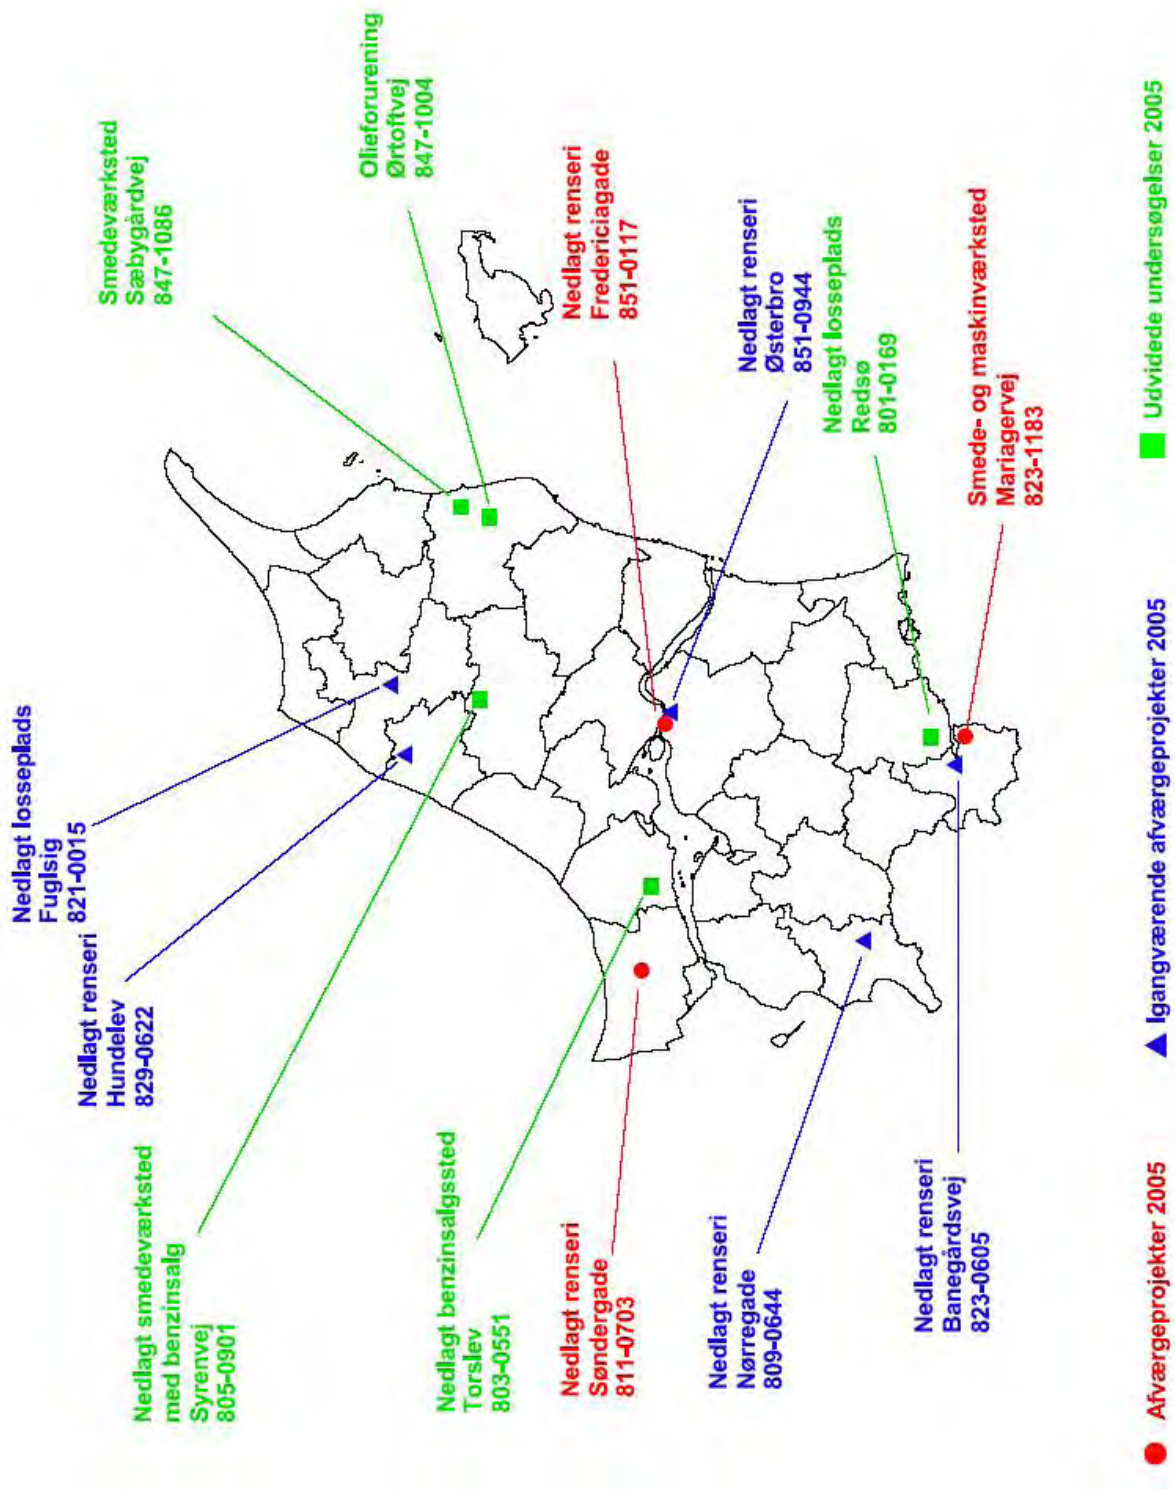 Nedlagt smedeværksted
med benzinsalg
Syrenvej
805-0901
Nedlagt renseri
Hundelev
829-0622
Nedlagt losseplads
Fuglsig
821-0015
Smedeværksted
Sæbygårdvej
847-1086
Olieforurening
Ørtoftvej
847-1004
Nedlagt benzinsalgssted
Torslev
803-0551
Nedlagt renseri
Søndergade
811-0703
Nedlagt renseri
Fredericiagade
851-0117
Nedlagt renseri
Nørregade
809-0644
Nedlagt renseri
Østerbro
851-0944
Nedlagt losseplads
Redsø
801-0169
Nedlagt renseri
Banegårdsvej
823-0605
Smede- og maskinværksted
Mariagervej
823-1183
Afværgeprojekter 2005
Igangværende afværgeprojekter 2005
Udvidede undersøgelser 2005